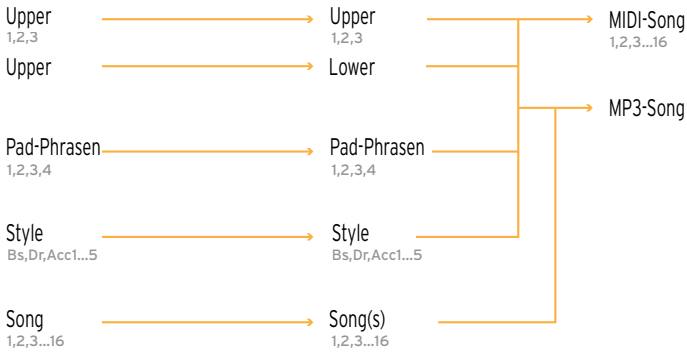 Upper
1,2,3
Upper
1,2,3
MIDI-Song
1,2,3...16
Upper
Lower
MP3-Song
Pad-Phrasen
1,2,3,4
Pad-Phrasen
1,2,3,4
Style
Bs,Dr,Acc1...5
Style
Bs,Dr,Acc1...5
Song
1,2,3...16
Song(s)
1,2,3...16